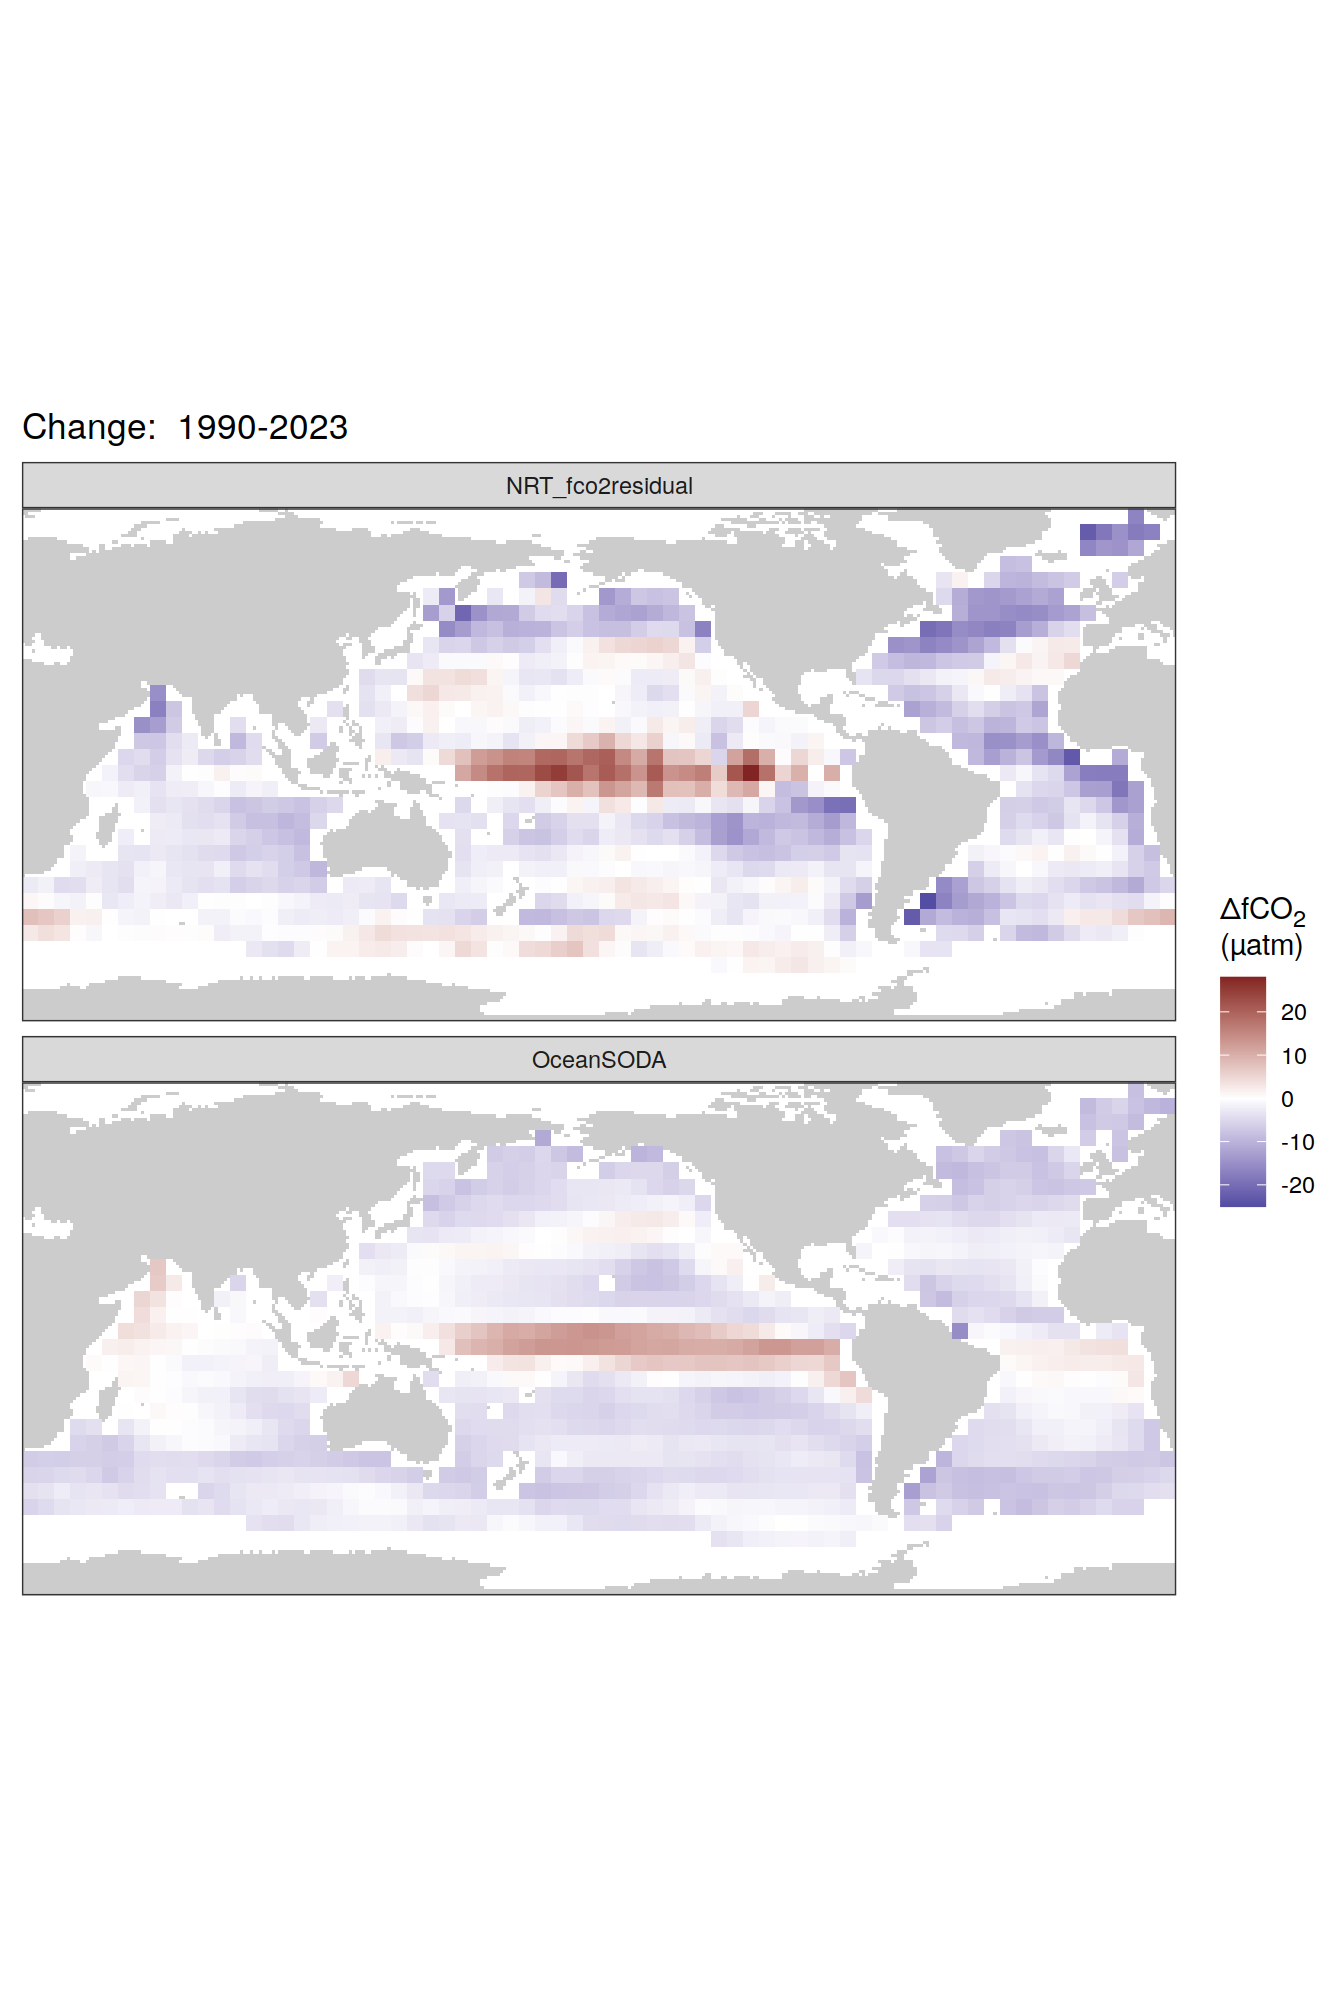 Change: 1990-2023
NRT_fco2residual
OceanSODA
ΔfCO₂
(µatm)
20
10
0
-10
-20